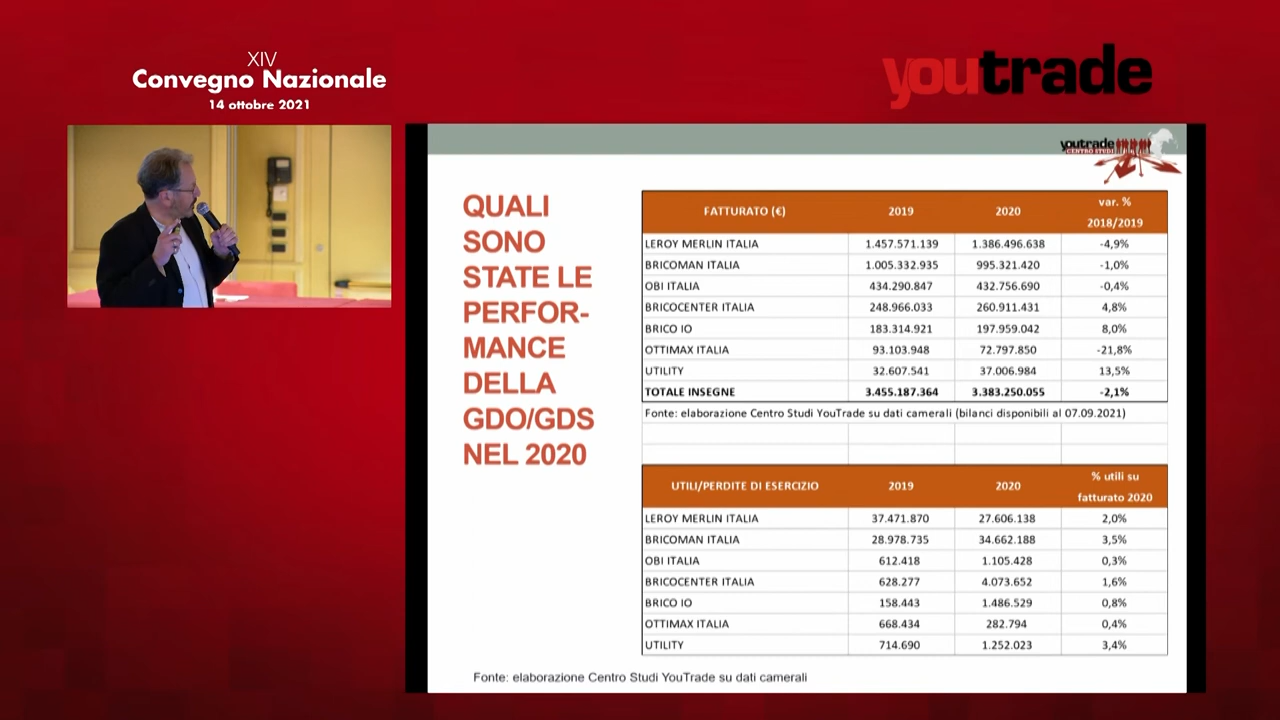 XIV
Convegno Nazionale
14 ottobre 2021
youtrade
youtrade
CENTRO STUDI
QUALI
SONO
STATE LE
PERFOR-
MANCE
DELLA
GDO/GDS
NEL 2020
FATTURATO (€) 2019 2020 var. % 2018/2019
LEROY MERLIN ITALIA 1.457.571.139 1.386.496.638 -4,9%
BRICOMAN ITALIA 1.005.332.935 995.321.420 -1,0%
OBI ITALIA 434.290.847 432.756.690 -0,4%
BRICOCENTER ITALIA 248.966.033 260.911.431 4,8%
BRICO IO 183.314.921 197.959.042 8,0%
OTTIMAX ITALIA 93.103.948 72.797.850 -21,8%
UTILITY 32.607.541 37.006.984 13,5%
TOTALE INSEGNE 3.455.187.364 3.383.250.055 -2,1%
Fonte: elaborazione Centro Studi YouTrade su dati camerali (bilanci disponibili al 07.09.2021)
UTILI/PERDITE DI ESERCIZIO 2019 2020 % utili su fatturato 2020
LEROY MERLIN ITALIA 37.471.870 27.606.138 2,0%
BRICOMAN ITALIA 28.978.735 34.662.188 3,5%
OBI ITALIA 612.418 1.105.428 0,3%
BRICOCENTER ITALIA 628.277 4.073.652 1,6%
BRICO IO 158.443 1.486.529 0,8%
OTTIMAX ITALIA 668.434 282.794 0,4%
UTILITY 714.690 1.252.023 3,4%
Fonte: elaborazione Centro Studi YouTrade su dati camerali